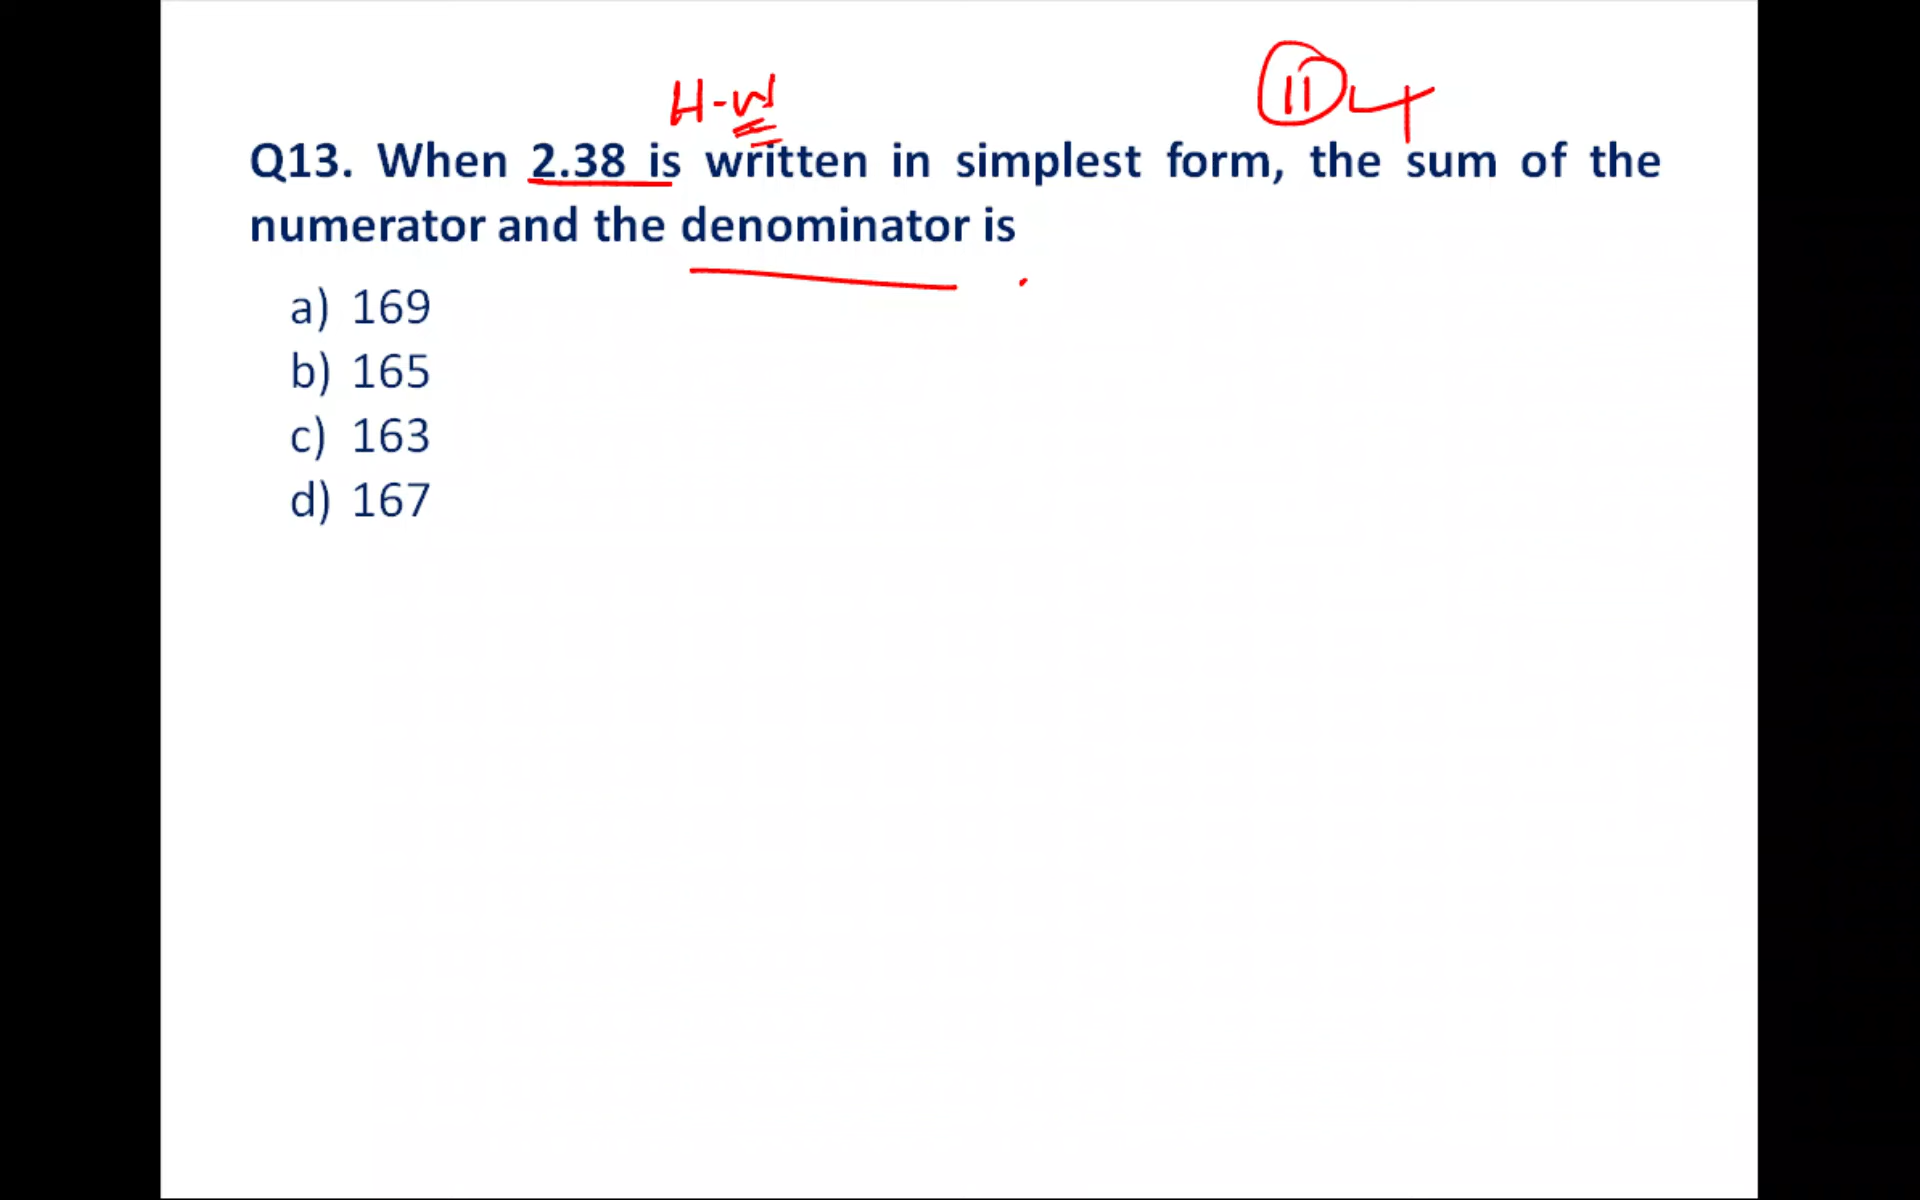 H-W
11
Q13. When 2.38 is written in simplest form, the sum of the
numerator and the denominator is
a) 169
b) 165
c) 163
d) 167